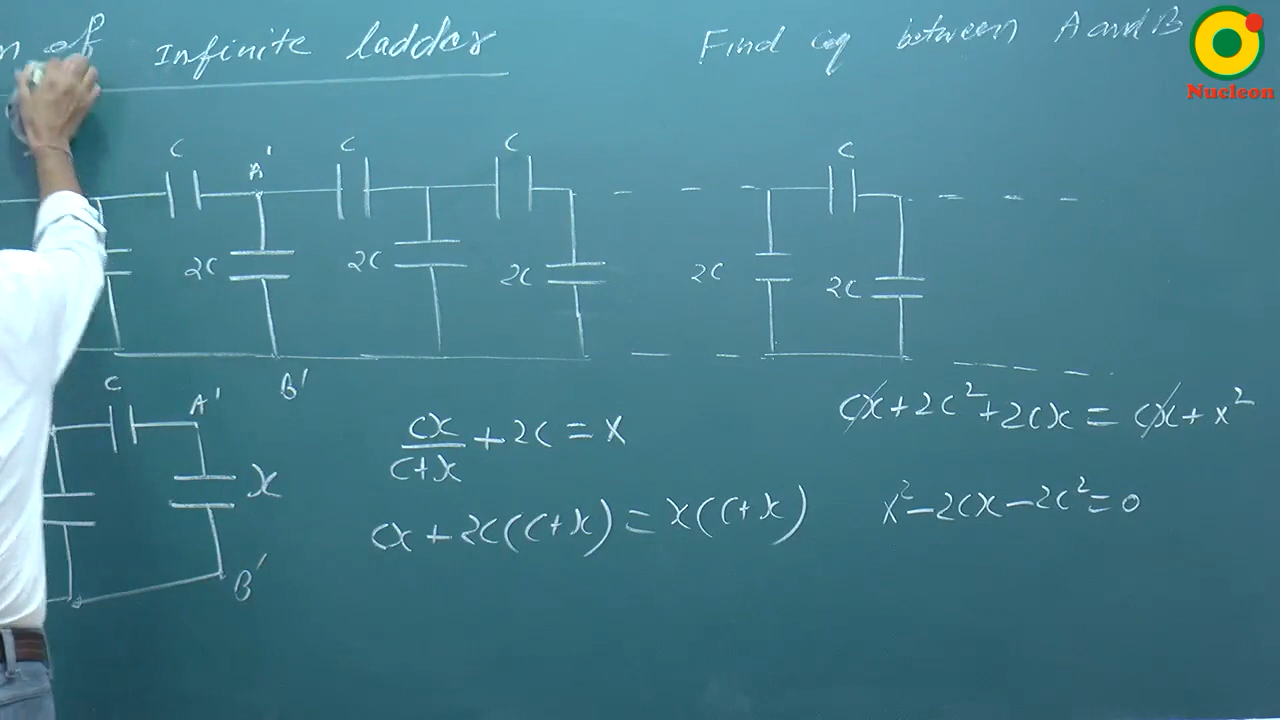 of Infinite ladder
Find Ceq between A and B
Nucleon
C A' C C C
2C 2C 2C 2C 2C
B'
C A'
x
B'
cx/(c+x) + 2C = x
cx + 2C(C+x) = x(C+x)
cx + 2C² + 2Cx = cx + x²
x² - 2Cx - 2C² = 0